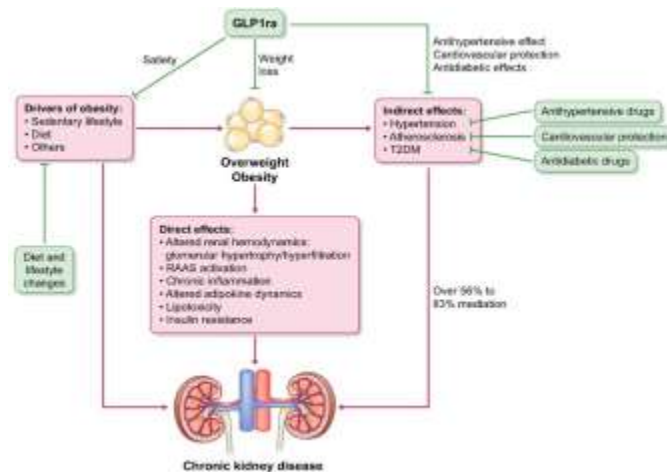 GLP1ra
Satiety
Weight
loss
Antihypertensive effect
Cardiovascular protection
Antidiabetic effects
Drivers of obesity:
• Sedentary lifestyle
• Diet
• Others
Overweight
Obesity
Indirect effects:
• Hypertension
• Atherosclerosis
• T2DM
Antihypertensive drugs
Cardiovascular protection
Antidiabetic drugs
Direct effects:
• Altered renal hemodynamics:
glomerular hypertrophy/hyperfiltration
• RAAS activation
• Chronic inflammation
• Altered adipokine dynamics
• Lipotoxicity
• Insulin resistance
Diet and
lifestyle
changes
Over 56% to
83% mediation
Chronic kidney disease